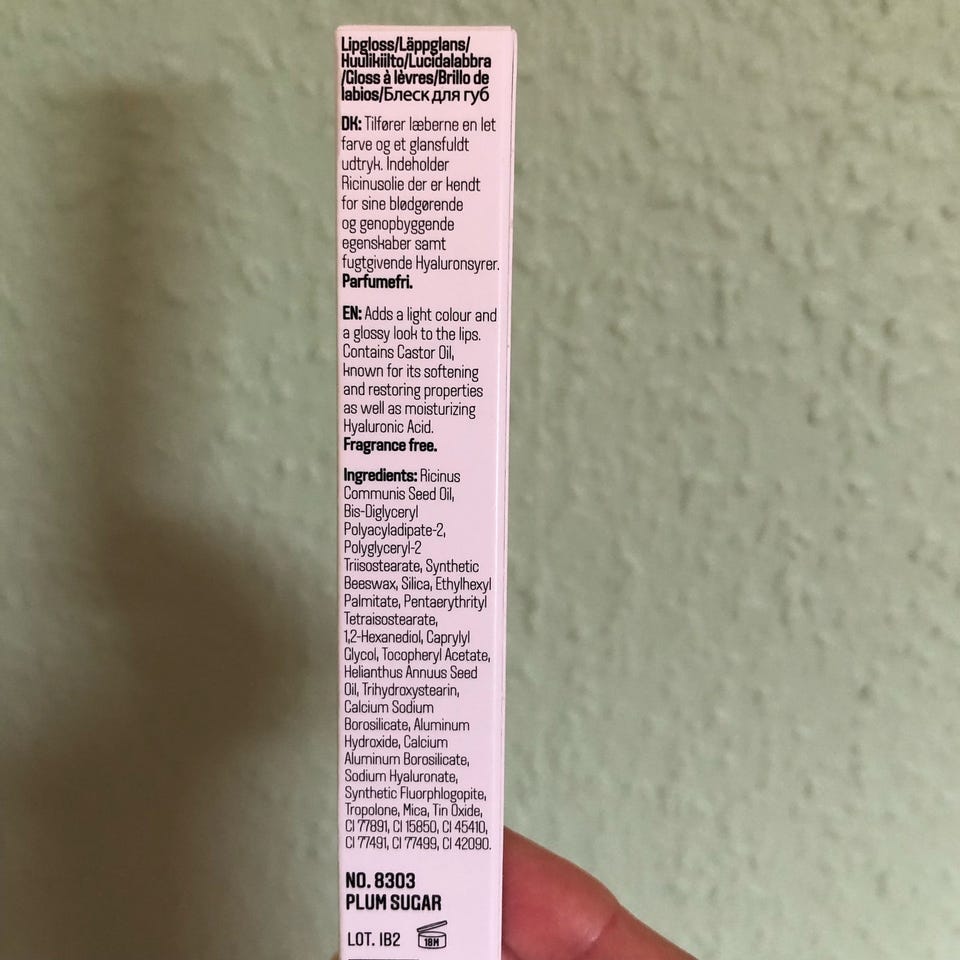 Lipgloss/Läppglans/
Huulikiilto/Lucidalabbra
/Gloss à lèvres/Brillo de
labios/Блеск для губ
DK: Tilfører læberne en let
farve og et glansfuldt
udtryk. Indeholder
Ricinusolie der er kendt
for sine blødgørende
og genopbyggende
egenskaber samt
fugtgivende Hyaluronsyrer.
Parfumefri.
EN: Adds a light colour and
a glossy look to the lips.
Contains Castor Oil,
known for its softening
and restoring properties
as well as moisturizing
Hyaluronic Acid.
Fragrance free.
Ingredients: Ricinus
Communis Seed Oil,
Bis-Diglyceryl
Polyacyladipate-2,
Polyglyceryl-2
Triisostearate, Synthetic
Beeswax, Silica, Ethylhexyl
Palmitate, Pentaerythrityl
Tetraisostearate,
1,2-Hexanediol, Caprylyl
Glycol, Tocopheryl Acetate,
Helianthus Annuus Seed
Oil, Trihydroxystearin,
Calcium Sodium
Borosilicate, Aluminum
Hydroxide, Calcium
Aluminum Borosilicate,
Sodium Hyaluronate,
Synthetic Fluorphlogopite,
Tropolone, Mica, Tin Oxide,
CI 77891, CI 15850, CI 45410,
CI 77491, CI 77499, CI 42090.
NO. 8303
PLUM SUGAR
LOT. IB2 18M